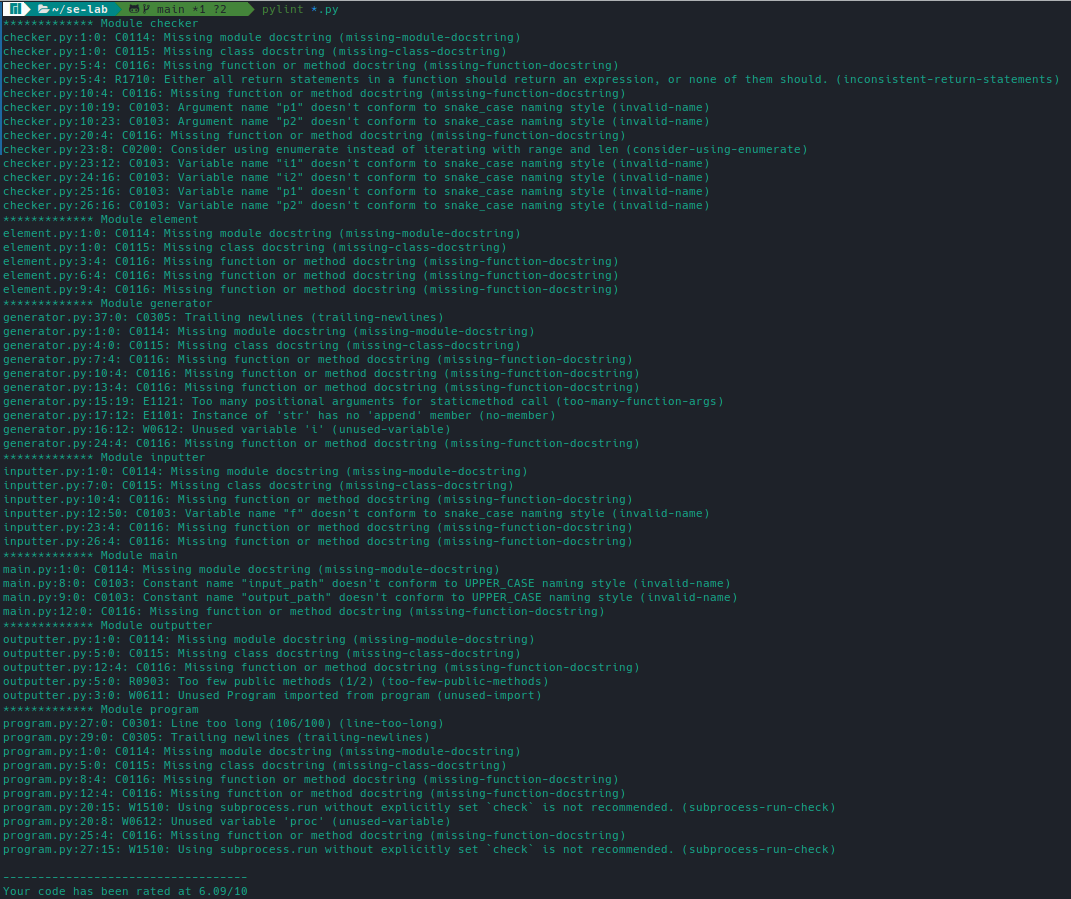 ~/se-lab main *1 ?2 pylint *.py
************* Module checker
checker.py:1:0: C0114: Missing module docstring (missing-module-docstring)
checker.py:1:0: C0115: Missing class docstring (missing-class-docstring)
checker.py:5:4: C0116: Missing function or method docstring (missing-function-docstring)
checker.py:5:4: R1710: Either all return statements in a function should return an expression, or none of them should. (inconsistent-return-statements)
checker.py:10:4: C0116: Missing function or method docstring (missing-function-docstring)
checker.py:10:19: C0103: Argument name "p1" doesn't conform to snake_case naming style (invalid-name)
checker.py:10:23: C0103: Argument name "p2" doesn't conform to snake_case naming style (invalid-name)
checker.py:20:4: C0116: Missing function or method docstring (missing-function-docstring)
checker.py:23:8: C0200: Consider using enumerate instead of iterating with range and len (consider-using-enumerate)
checker.py:23:12: C0103: Variable name "i1" doesn't conform to snake_case naming style (invalid-name)
checker.py:24:16: C0103: Variable name "i2" doesn't conform to snake_case naming style (invalid-name)
checker.py:25:16: C0103: Variable name "p1" doesn't conform to snake_case naming style (invalid-name)
checker.py:26:16: C0103: Variable name "p2" doesn't conform to snake_case naming style (invalid-name)
************* Module element
element.py:1:0: C0114: Missing module docstring (missing-module-docstring)
element.py:1:0: C0115: Missing class docstring (missing-class-docstring)
element.py:3:4: C0116: Missing function or method docstring (missing-function-docstring)
element.py:6:4: C0116: Missing function or method docstring (missing-function-docstring)
element.py:9:4: C0116: Missing function or method docstring (missing-function-docstring)
************* Module generator
generator.py:37:0: C0305: Trailing newlines (trailing-newlines)
generator.py:1:0: C0114: Missing module docstring (missing-module-docstring)
generator.py:4:0: C0115: Missing class docstring (missing-class-docstring)
generator.py:7:4: C0116: Missing function or method docstring (missing-function-docstring)
generator.py:10:4: C0116: Missing function or method docstring (missing-function-docstring)
generator.py:13:4: C0116: Missing function or method docstring (missing-function-docstring)
generator.py:15:19: E1121: Too many positional arguments for staticmethod call (too-many-function-args)
generator.py:17:12: E1101: Instance of 'str' has no 'append' member (no-member)
generator.py:16:12: W0612: Unused variable 'i' (unused-variable)
generator.py:24:4: C0116: Missing function or method docstring (missing-function-docstring)
************* Module inputter
inputter.py:1:0: C0114: Missing module docstring (missing-module-docstring)
inputter.py:7:0: C0115: Missing class docstring (missing-class-docstring)
inputter.py:10:4: C0116: Missing function or method docstring (missing-function-docstring)
inputter.py:12:50: C0103: Variable name "f" doesn't conform to snake_case naming style (invalid-name)
inputter.py:23:4: C0116: Missing function or method docstring (missing-function-docstring)
inputter.py:26:4: C0116: Missing function or method docstring (missing-function-docstring)
************* Module main
main.py:1:0: C0114: Missing module docstring (missing-module-docstring)
main.py:8:0: C0103: Constant name "input_path" doesn't conform to UPPER_CASE naming style (invalid-name)
main.py:9:0: C0103: Constant name "output_path" doesn't conform to UPPER_CASE naming style (invalid-name)
main.py:12:0: C0116: Missing function or method docstring (missing-function-docstring)
************* Module outputter
outputter.py:1:0: C0114: Missing module docstring (missing-module-docstring)
outputter.py:5:0: C0115: Missing class docstring (missing-class-docstring)
outputter.py:12:4: C0116: Missing function or method docstring (missing-function-docstring)
outputter.py:5:0: R0903: Too few public methods (1/2) (too-few-public-methods)
outputter.py:3:0: W0611: Unused Program imported from program (unused-import)
************* Module program
program.py:27:0: C0301: Line too long (106/100) (line-too-long)
program.py:29:0: C0305: Trailing newlines (trailing-newlines)
program.py:1:0: C0114: Missing module docstring (missing-module-docstring)
program.py:5:0: C0115: Missing class docstring (missing-class-docstring)
program.py:8:4: C0116: Missing function or method docstring (missing-function-docstring)
program.py:12:4: C0116: Missing function or method docstring (missing-function-docstring)
program.py:20:15: W1510: Using subprocess.run without explicitly set `check` is not recommended. (subprocess-run-check)
program.py:20:8: W0612: Unused variable 'proc' (unused-variable)
program.py:25:4: C0116: Missing function or method docstring (missing-function-docstring)
program.py:27:15: W1510: Using subprocess.run without explicitly set `check` is not recommended. (subprocess-run-check)
-----------------------------------
Your code has been rated at 6.09/10